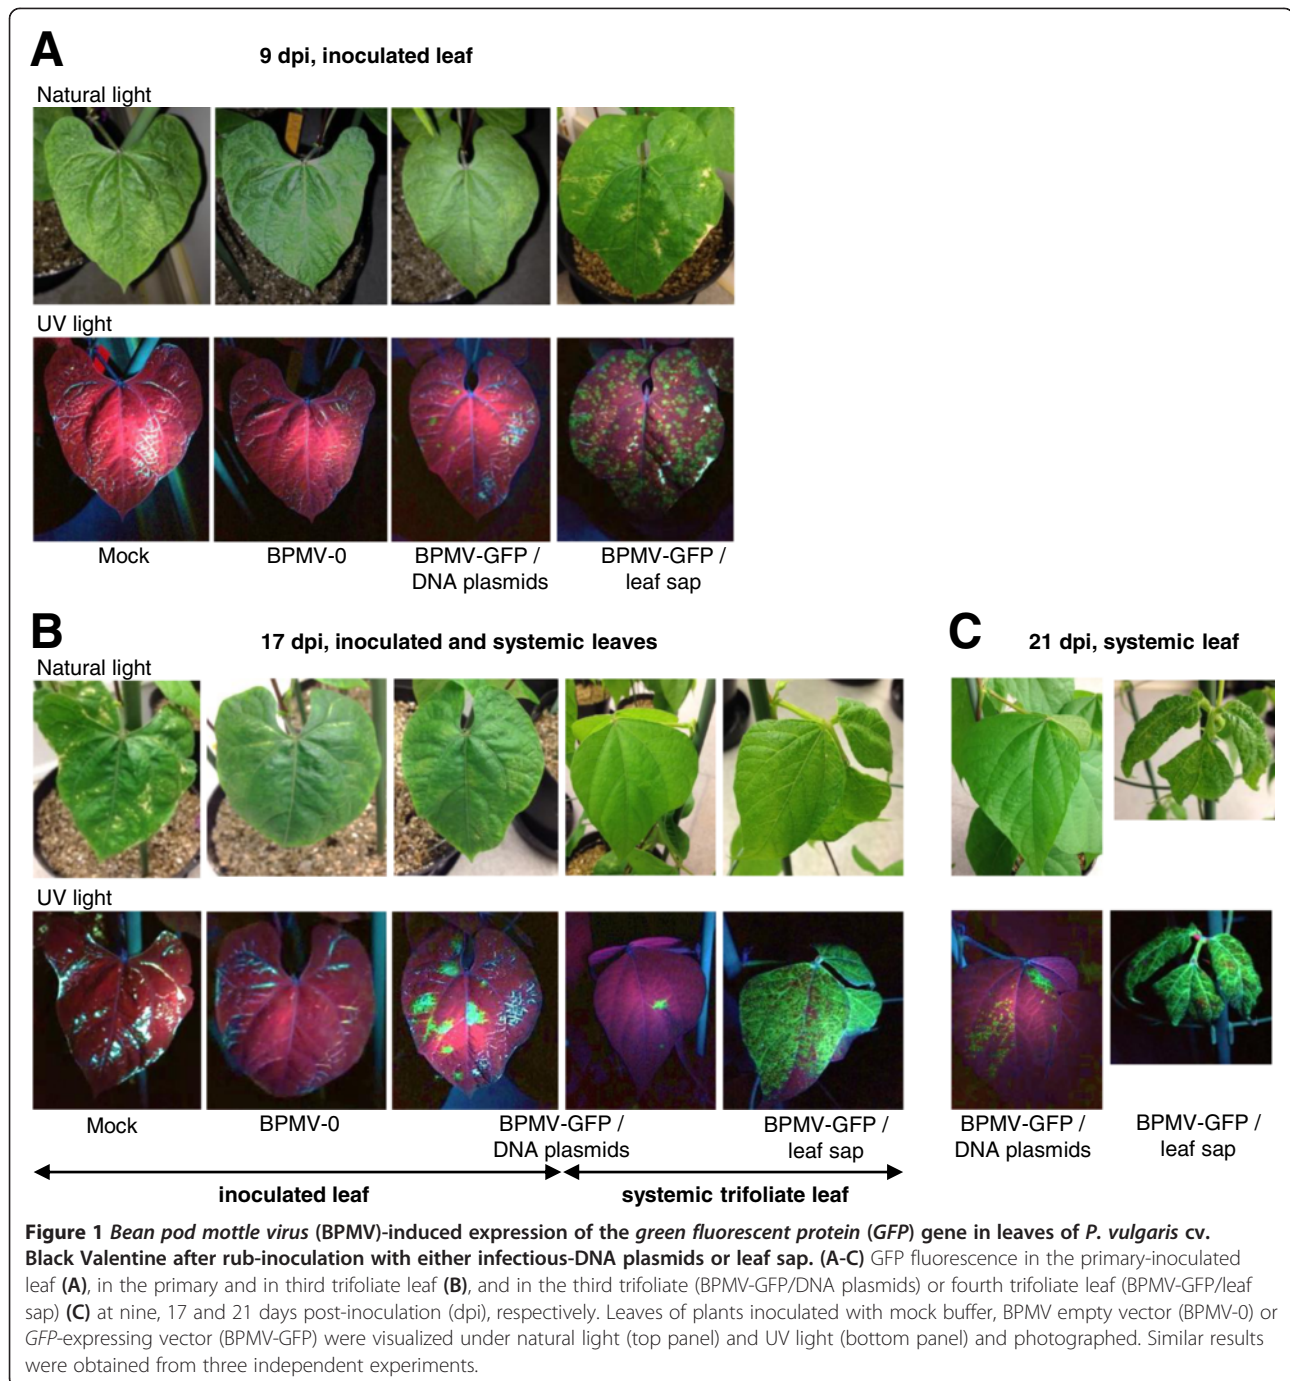 A
9 dpi, inoculated leaf
Natural light
UV light
Mock
BPMV-0
BPMV-GFP /
DNA plasmids
BPMV-GFP /
leaf sap
B
17 dpi, inoculated and systemic leaves
Natural light
UV light
Mock
BPMV-0
BPMV-GFP /
DNA plasmids
BPMV-GFP /
leaf sap
inoculated leaf
systemic trifoliate leaf
C
21 dpi, systemic leaf
BPMV-GFP /
DNA plasmids
BPMV-GFP /
leaf sap
Figure 1 Bean pod mottle virus (BPMV)-induced expression of the green fluorescent protein (GFP) gene in leaves of P. vulgaris cv.
Black Valentine after rub-inoculation with either infectious-DNA plasmids or leaf sap. (A-C) GFP fluorescence in the primary-inoculated
leaf (A), in the primary and in third trifoliate leaf (B), and in the third trifoliate (BPMV-GFP/DNA plasmids) or fourth trifoliate leaf (BPMV-GFP/leaf
sap) (C) at nine, 17 and 21 days post-inoculation (dpi), respectively. Leaves of plants inoculated with mock buffer, BPMV empty vector (BPMV-0) or
GFP-expressing vector (BPMV-GFP) were visualized under natural light (top panel) and UV light (bottom panel) and photographed. Similar results
were obtained from three independent experiments.